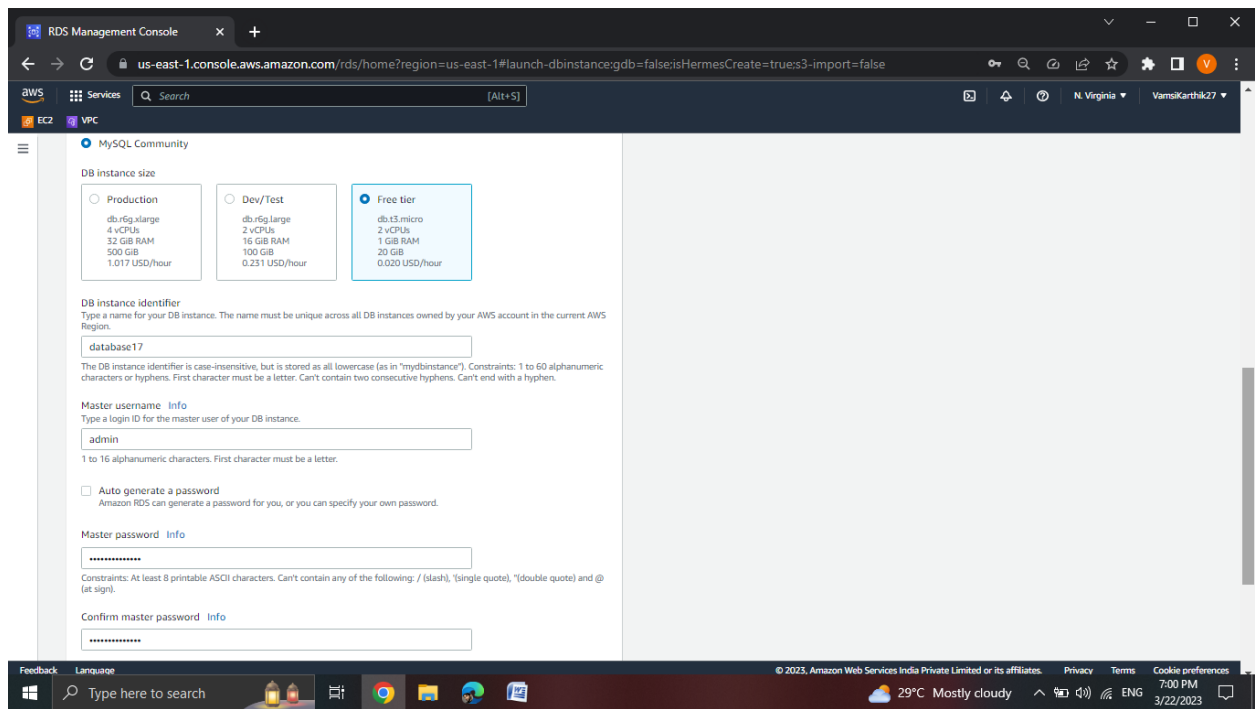 RDS Management Console
us-east-1.console.aws.amazon.com/rds/home?region=us-east-1#launch-dbinstance;gdb=false;isHermesCreate=true;s3-import=false
V
aws Services Search [Alt+S] N. Virginia VamsiKarthik27
EC2 VPC
MySQL Community
DB instance size
Production
db.r6g.xlarge
4 vCPUs
32 GiB RAM
500 GiB
1.017 USD/hour
Dev/Test
db.r6g.large
2 vCPUs
16 GiB RAM
100 GiB
0.231 USD/hour
Free tier
db.t3.micro
2 vCPUs
1 GiB RAM
20 GiB
0.020 USD/hour
DB instance identifier
Type a name for your DB instance. The name must be unique across all DB instances owned by your AWS account in the current AWS
Region.
database17
The DB instance identifier is case-insensitive, but is stored as all lowercase (as in "mydbinstance"). Constraints: 1 to 60 alphanumeric
characters or hyphens. First character must be a letter. Can't contain two consecutive hyphens. Can't end with a hyphen.
Master username Info
Type a login ID for the master user of your DB instance.
admin
1 to 16 alphanumeric characters. First character must be a letter.
Auto generate a password
Amazon RDS can generate a password for you, or you can specify your own password.
Master password Info
••••••••••••••
Constraints: At least 8 printable ASCII characters. Can't contain any of the following: / (slash), '(single quote), "(double quote) and @
(at sign).
Confirm master password Info
••••••••••••••
Feedback Language © 2023, Amazon Web Services India Private Limited or its affiliates. Privacy Terms Cookie preferences
Type here to search 29°C Mostly cloudy ENG
7:00 PM
3/22/2023